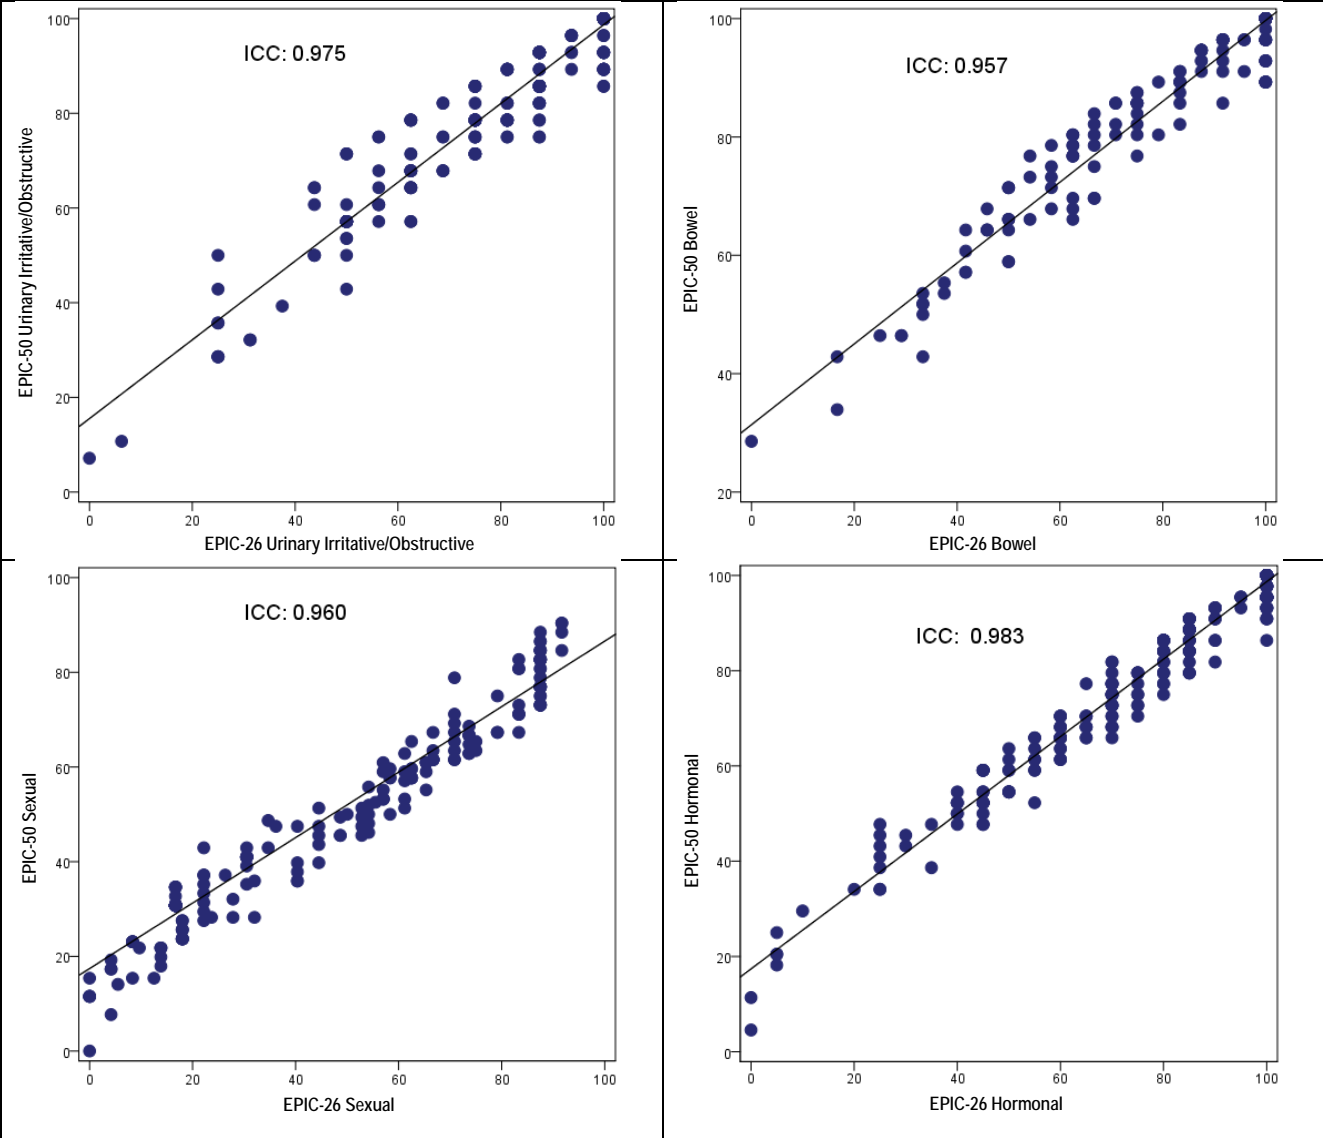 100
80
60
40
20
0
EPIC-50 Urinary Irritative/Obstructive
ICC: 0.975
0 20 40 60 80 100
EPIC-26 Urinary Irritative/Obstructive
100
80
60
40
20
EPIC-50 Bowel
ICC: 0.957
0 20 40 60 80 100
EPIC-26 Bowel
100
80
60
40
20
0
EPIC-50 Sexual
ICC: 0.960
0 20 40 60 80 100
EPIC-26 Sexual
100
80
60
40
20
0
EPIC-50 Hormonal
ICC: 0.983
0 20 40 60 80 100
EPIC-26 Hormonal